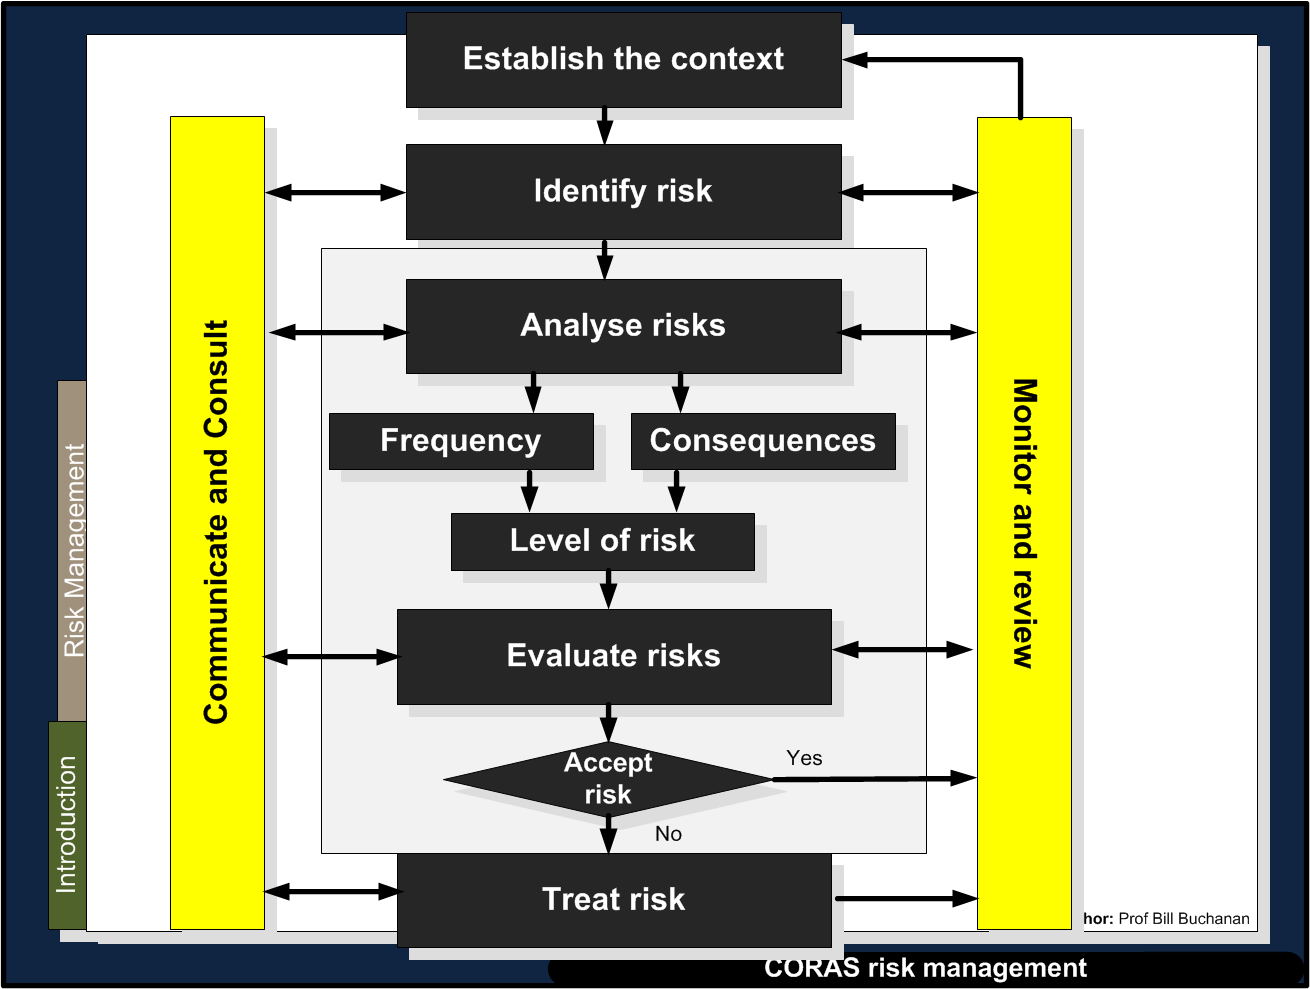 Establish the context
Identify risk
Analyse risks
Frequency
Consequences
Level of risk
Evaluate risks
Accept
risk
Yes
No
Treat risk
Communicate and Consult
Monitor and review
Risk Management
Introduction
hor: Prof Bill Buchanan
CORAS risk management